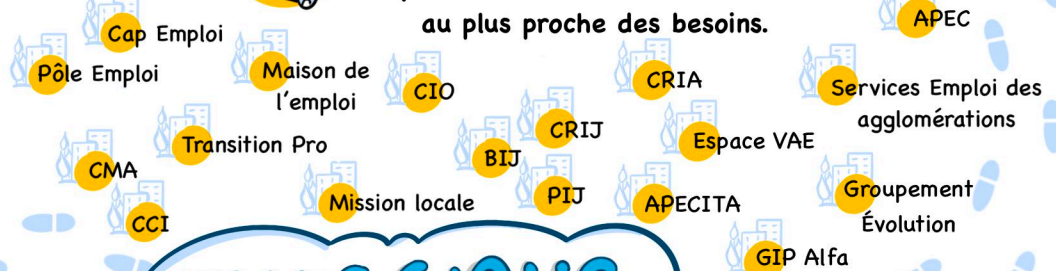 au plus proche des besoins.
APEC
Cap Emploi
Pôle Emploi
Maison de
l'emploi
CIO
CRIA
Services Emploi des
agglomérations
Transition Pro
CRIJ
BIJ
Espace VAE
CMA
Mission locale
PIJ
APECITA
Groupement
Évolution
CCI
GIP Alfa